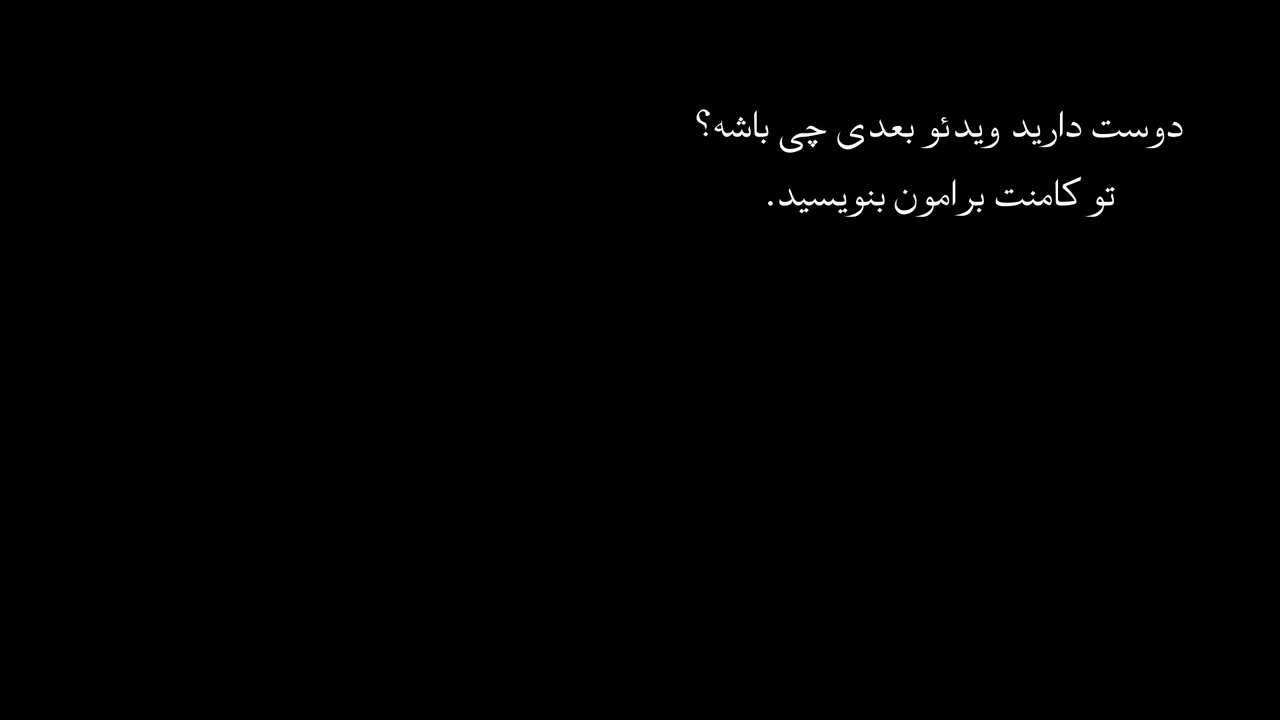 دوست دارید ویدئو بعدی چی باشه؟
تو کامنت برامون بنویسید.